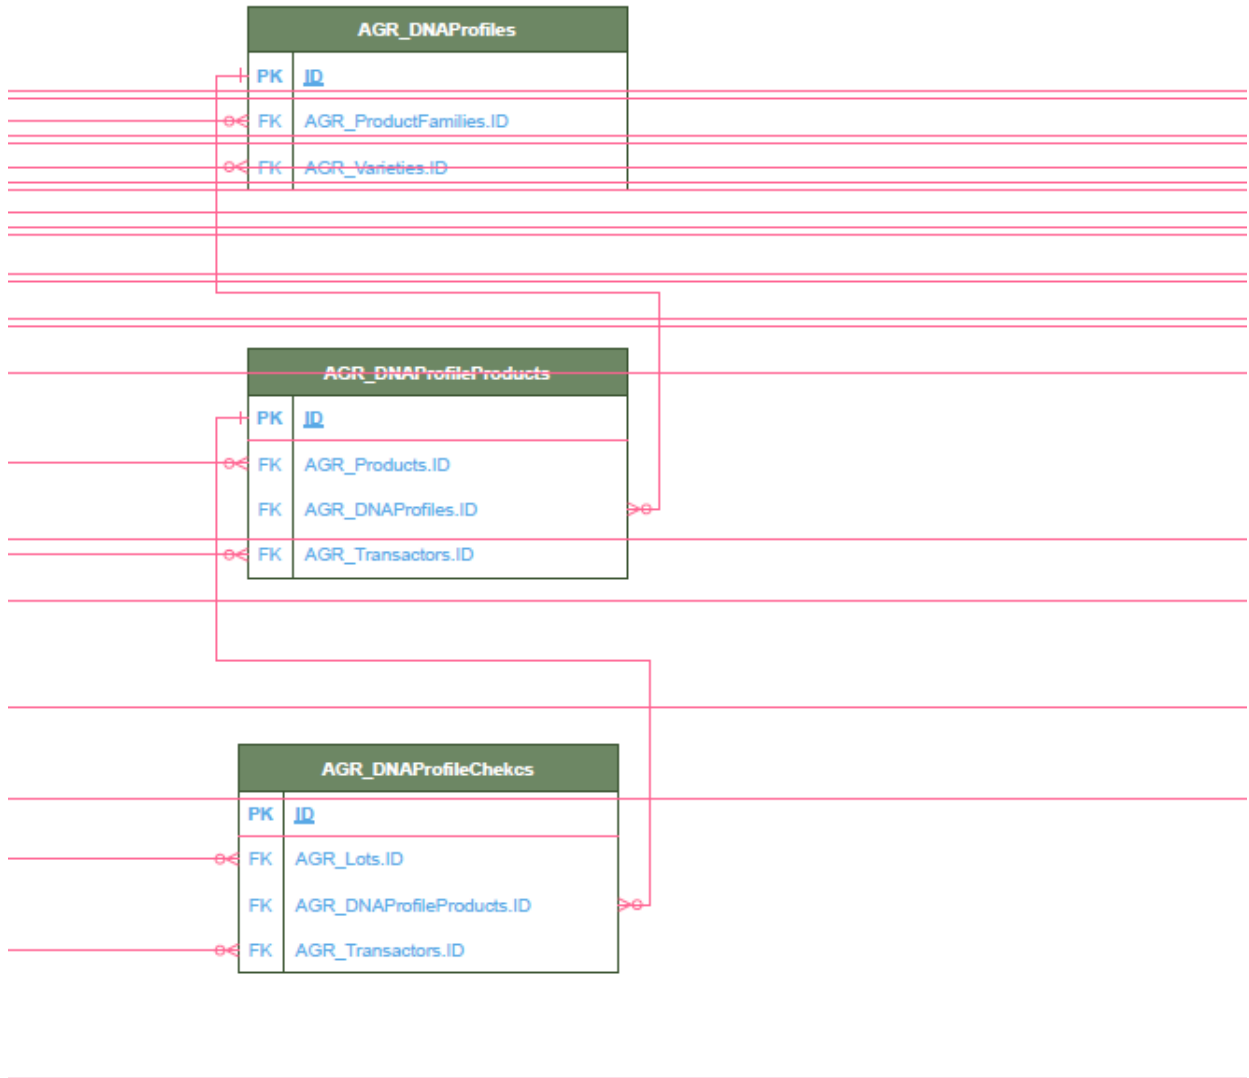 AGR_DNAProfiles
PK ID
FK AGR_ProductFamilies.ID
FK AGR_Varieties.ID
AGR_DNAProfileProducts
PK ID
FK AGR_Products.ID
FK AGR_DNAProfiles.ID
FK AGR_Transactors.ID
AGR_DNAProfileChekcs
PK ID
FK AGR_Lots.ID
FK AGR_DNAProfileProducts.ID
FK AGR_Transactors.ID